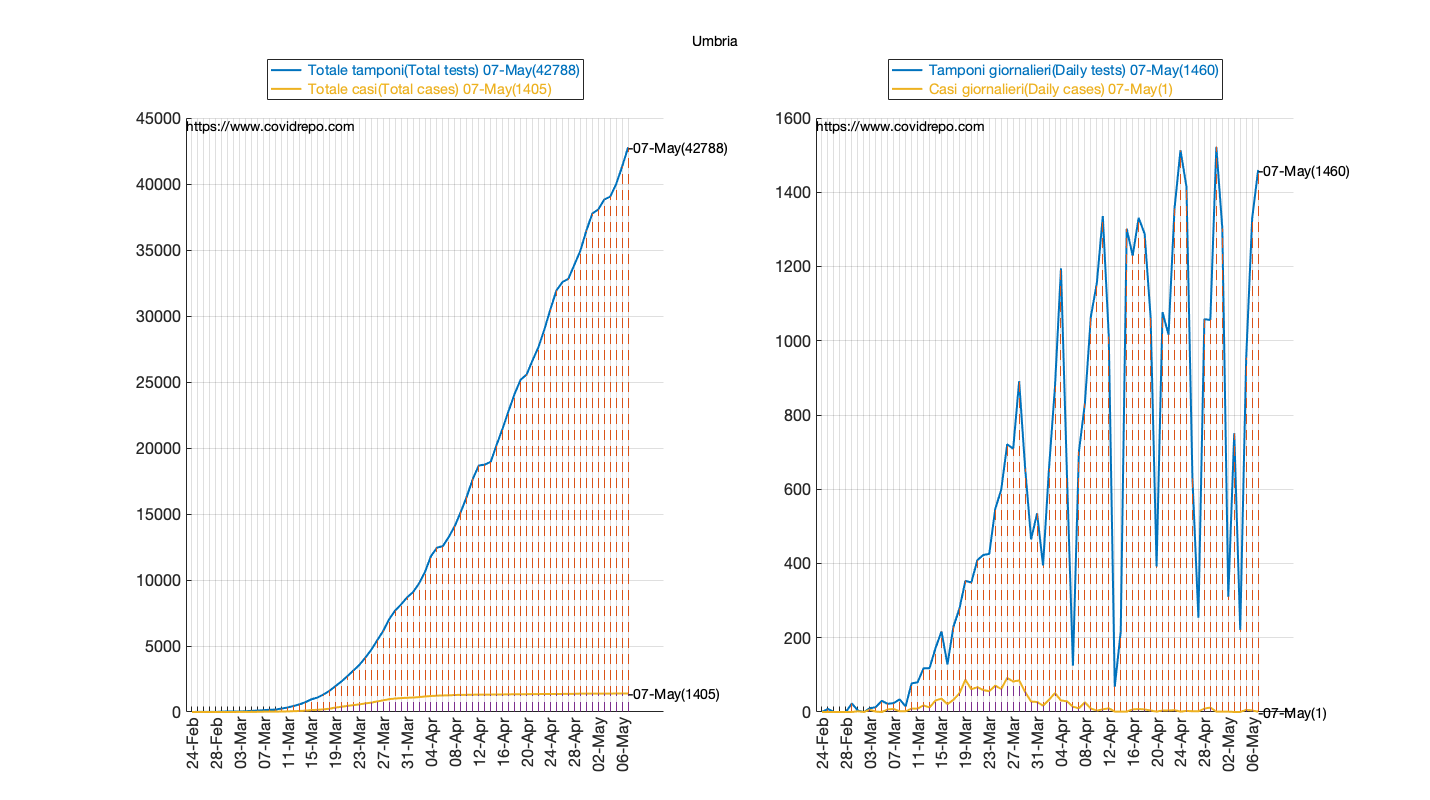 Umbria
Totale tamponi(Total tests) 07-May(42788)
Totale casi(Total cases) 07-May(1405)
https://www.covidrepo.com
45000
40000
35000
30000
25000
20000
15000
10000
5000
0
07-May(42788)
07-May(1405)
24-Feb
28-Feb
03-Mar
07-Mar
11-Mar
15-Mar
19-Mar
23-Mar
27-Mar
31-Mar
04-Apr
08-Apr
12-Apr
16-Apr
20-Apr
24-Apr
28-Apr
02-May
06-May
Tamponi giornalieri(Daily tests) 07-May(1460)
Casi giornalieri(Daily cases) 07-May(1)
https://www.covidrepo.com
1600
1400
1200
1000
800
600
400
200
0
07-May(1460)
07-May(1)
24-Feb
28-Feb
03-Mar
07-Mar
11-Mar
15-Mar
19-Mar
23-Mar
27-Mar
31-Mar
04-Apr
08-Apr
12-Apr
16-Apr
20-Apr
24-Apr
28-Apr
02-May
06-May